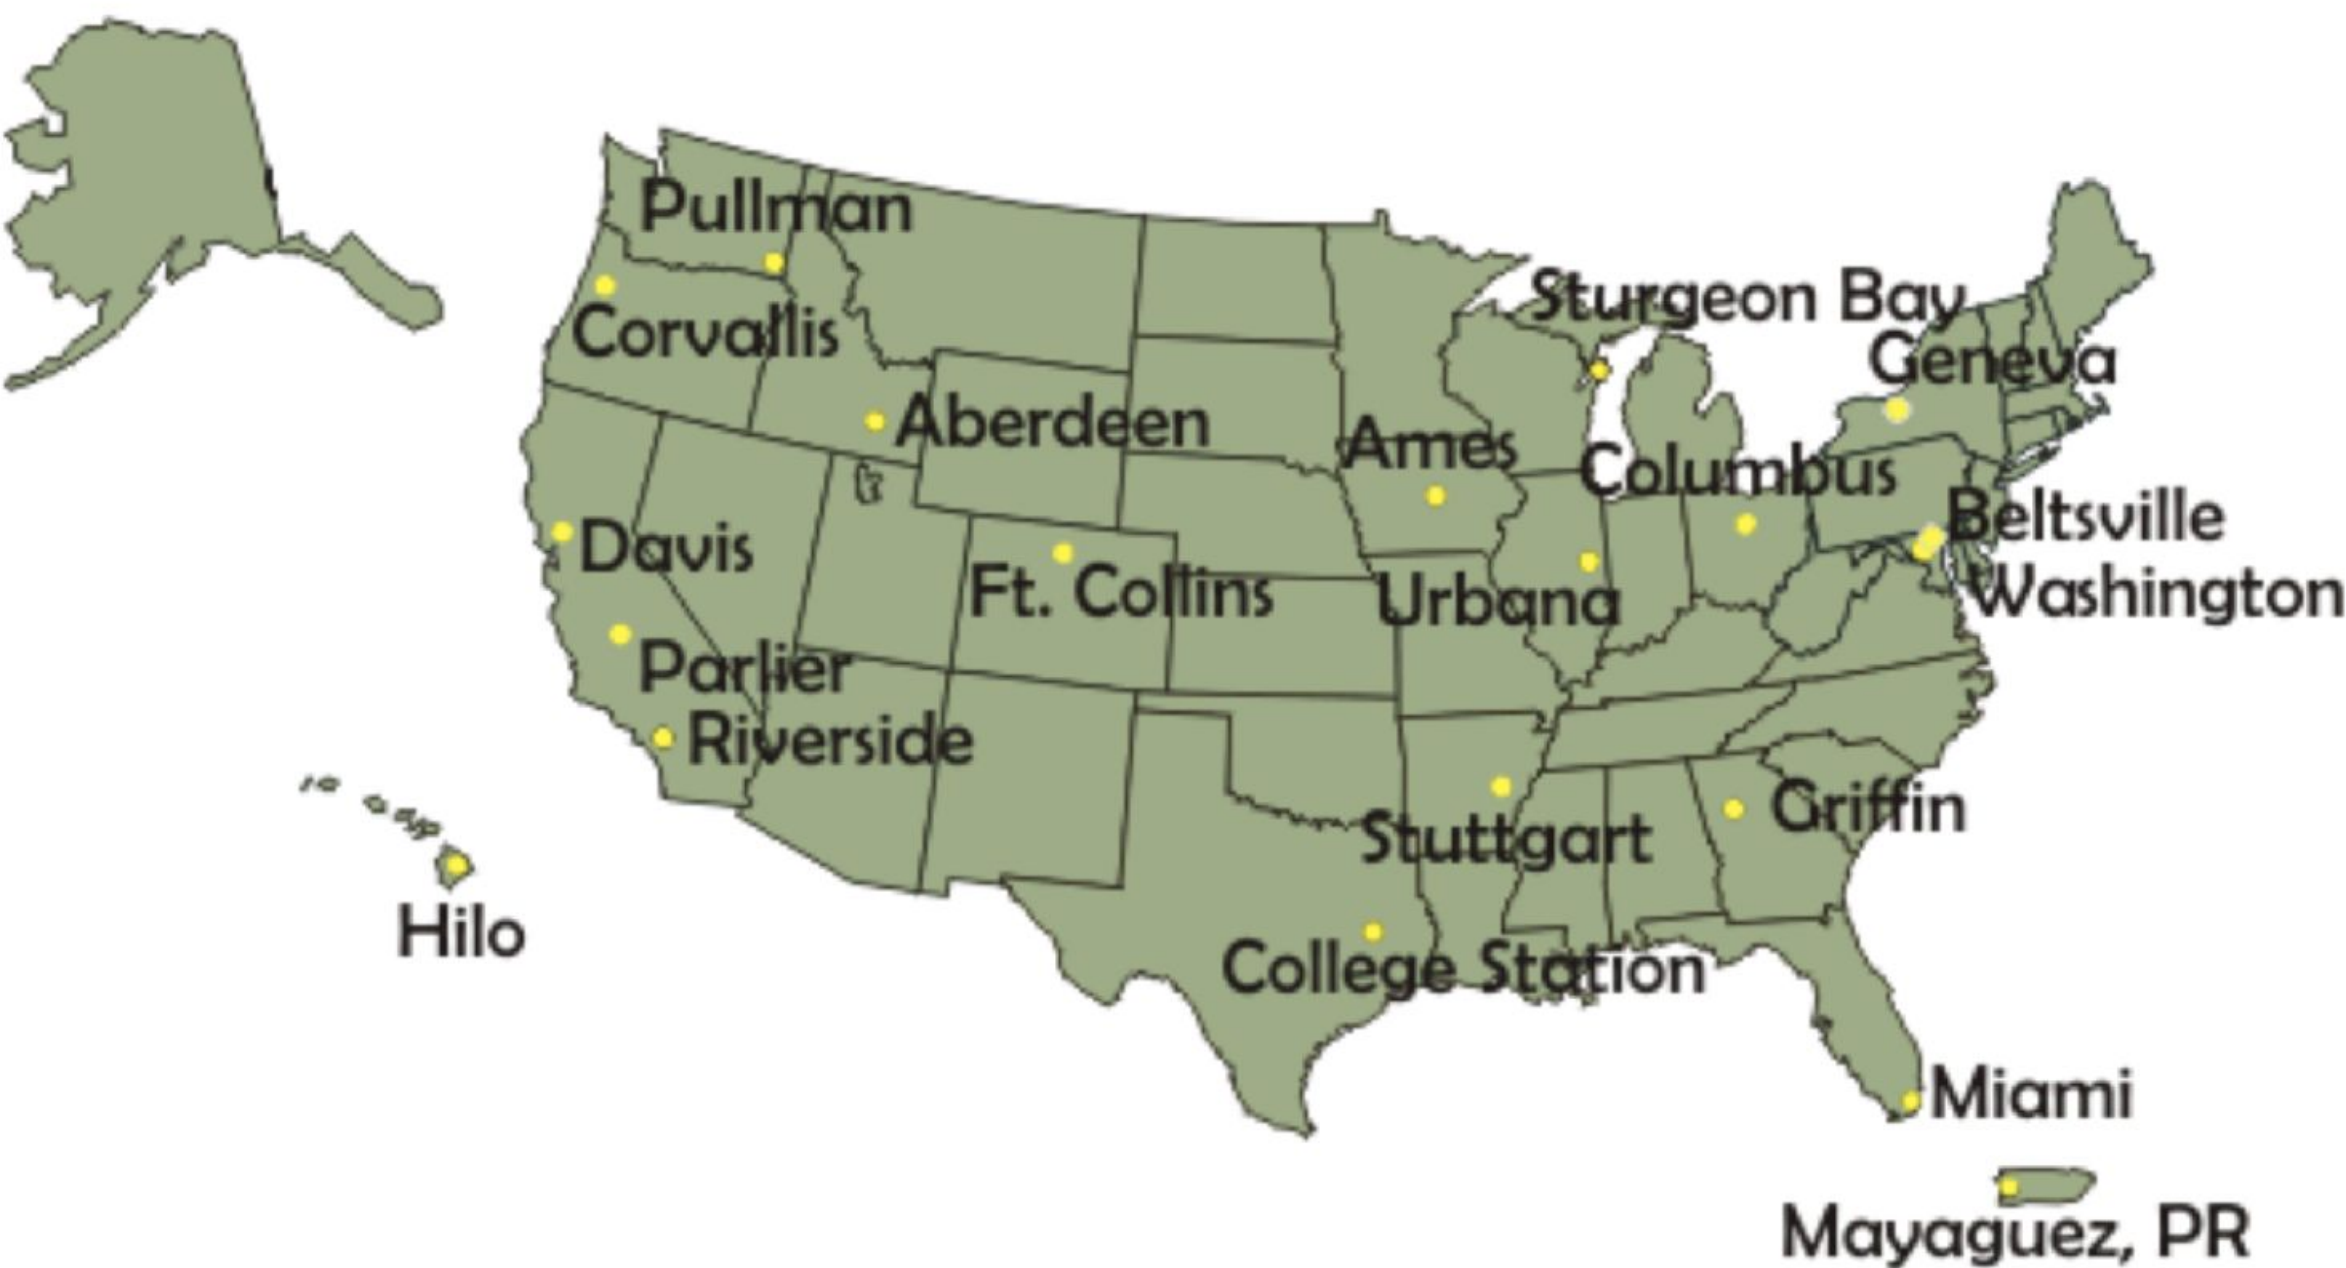 Pullman
Sturgeon Bay
Corvallis
Geneva
Aberdeen
Ames
Columbus
Beltsville
Davis
Ft. Collins
Urbana
Washington
Parlier
Riverside
Stuttgart
Griffin
Hilo
College Station
Miami
Mayaguez, PR